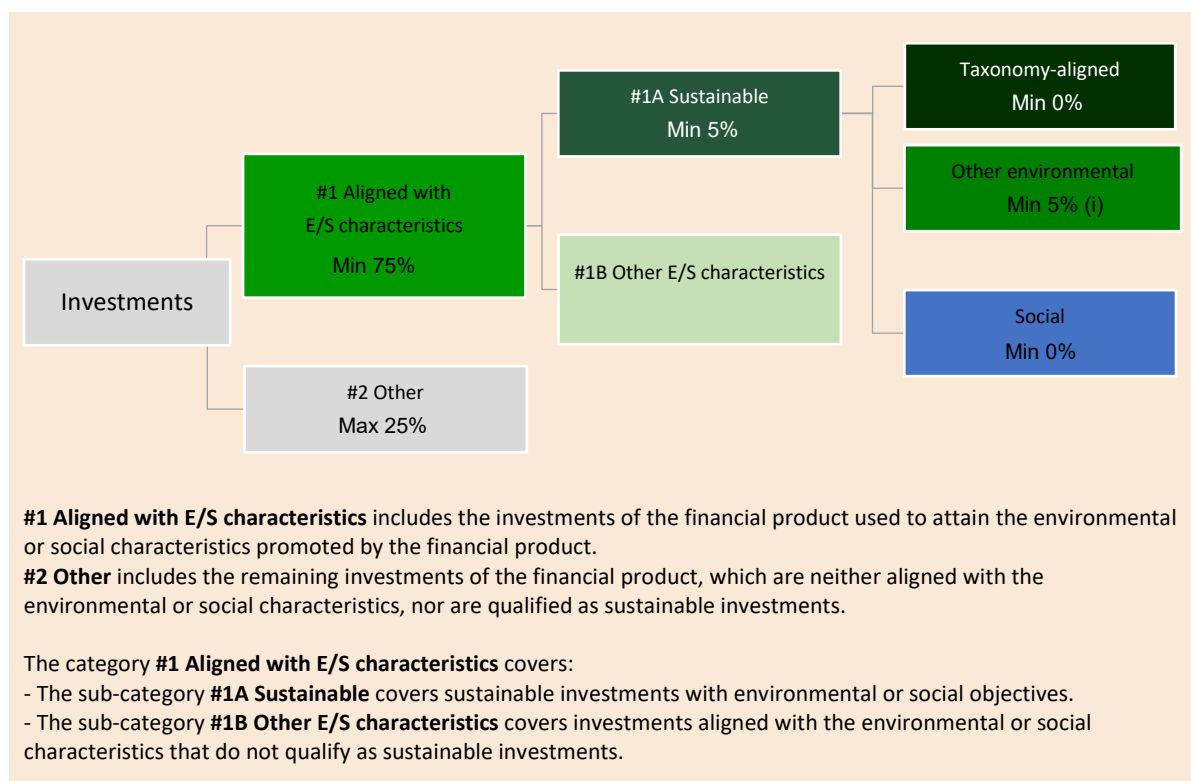 Investments
#1 Aligned with
E/S characteristics
Min 75%
#2 Other
Max 25%
#1A Sustainable
Min 5%
#1B Other E/S characteristics
Taxonomy-aligned
Min 0%
Other environmental
Min 5% (i)
Social
Min 0%
#1 Aligned with E/S characteristics includes the investments of the financial product used to attain the environmental
or social characteristics promoted by the financial product.
#2 Other includes the remaining investments of the financial product, which are neither aligned with the
environmental or social characteristics, nor are qualified as sustainable investments.
The category #1 Aligned with E/S characteristics covers:
- The sub-category #1A Sustainable covers sustainable investments with environmental or social objectives.
- The sub-category #1B Other E/S characteristics covers investments aligned with the environmental or social
characteristics that do not qualify as sustainable investments.